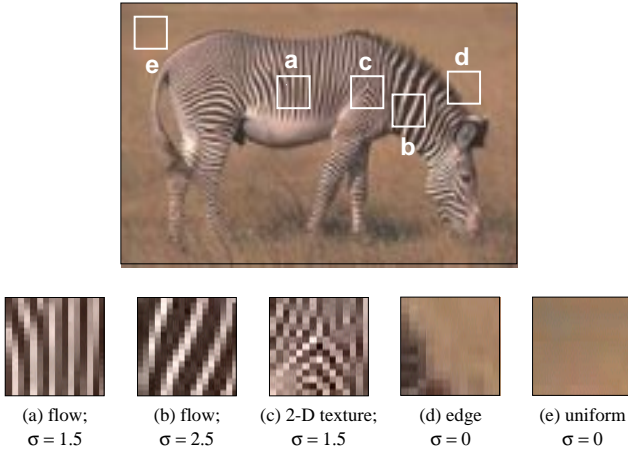 a
c
d
e
b
(a) flow;
σ = 1.5
(b) flow;
σ = 2.5
(c) 2-D texture;
σ = 1.5
(d) edge
σ = 0
(e) uniform
σ = 0